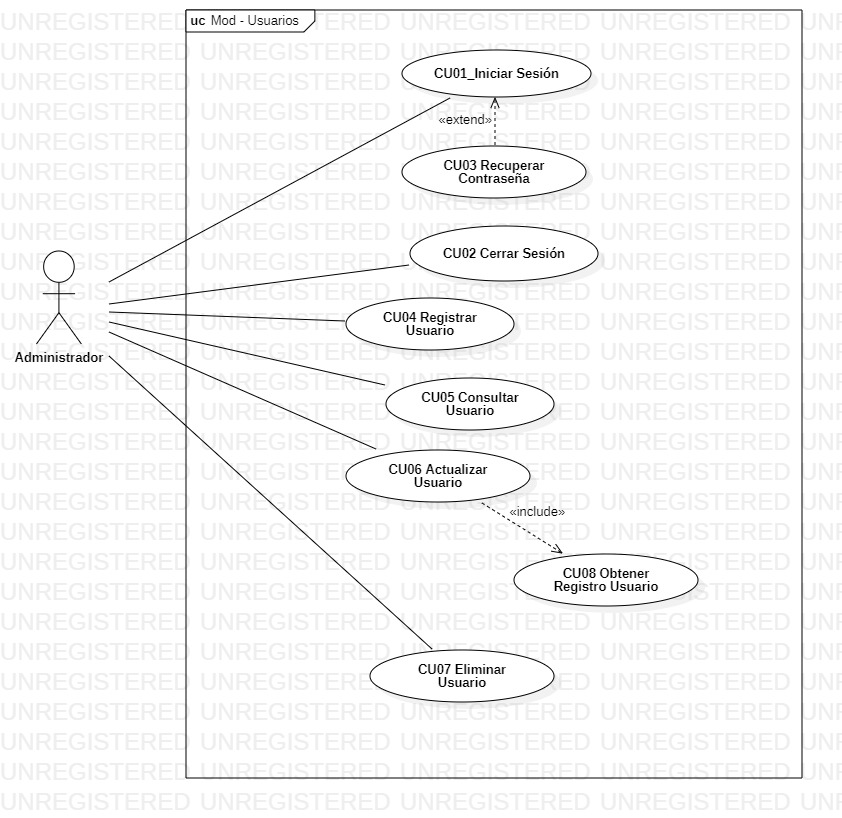 uc Mod - Usuarios
CU01_Iniciar Sesión
«extend»
CU03 Recuperar
Contraseña
CU02 Cerrar Sesión
CU04 Registrar
Usuario
Administrador
CU05 Consultar
Usuario
CU06 Actualizar
Usuario
«include»
CU08 Obtener
Registro Usuario
CU07 Eliminar
Usuario
UNREGISTERED